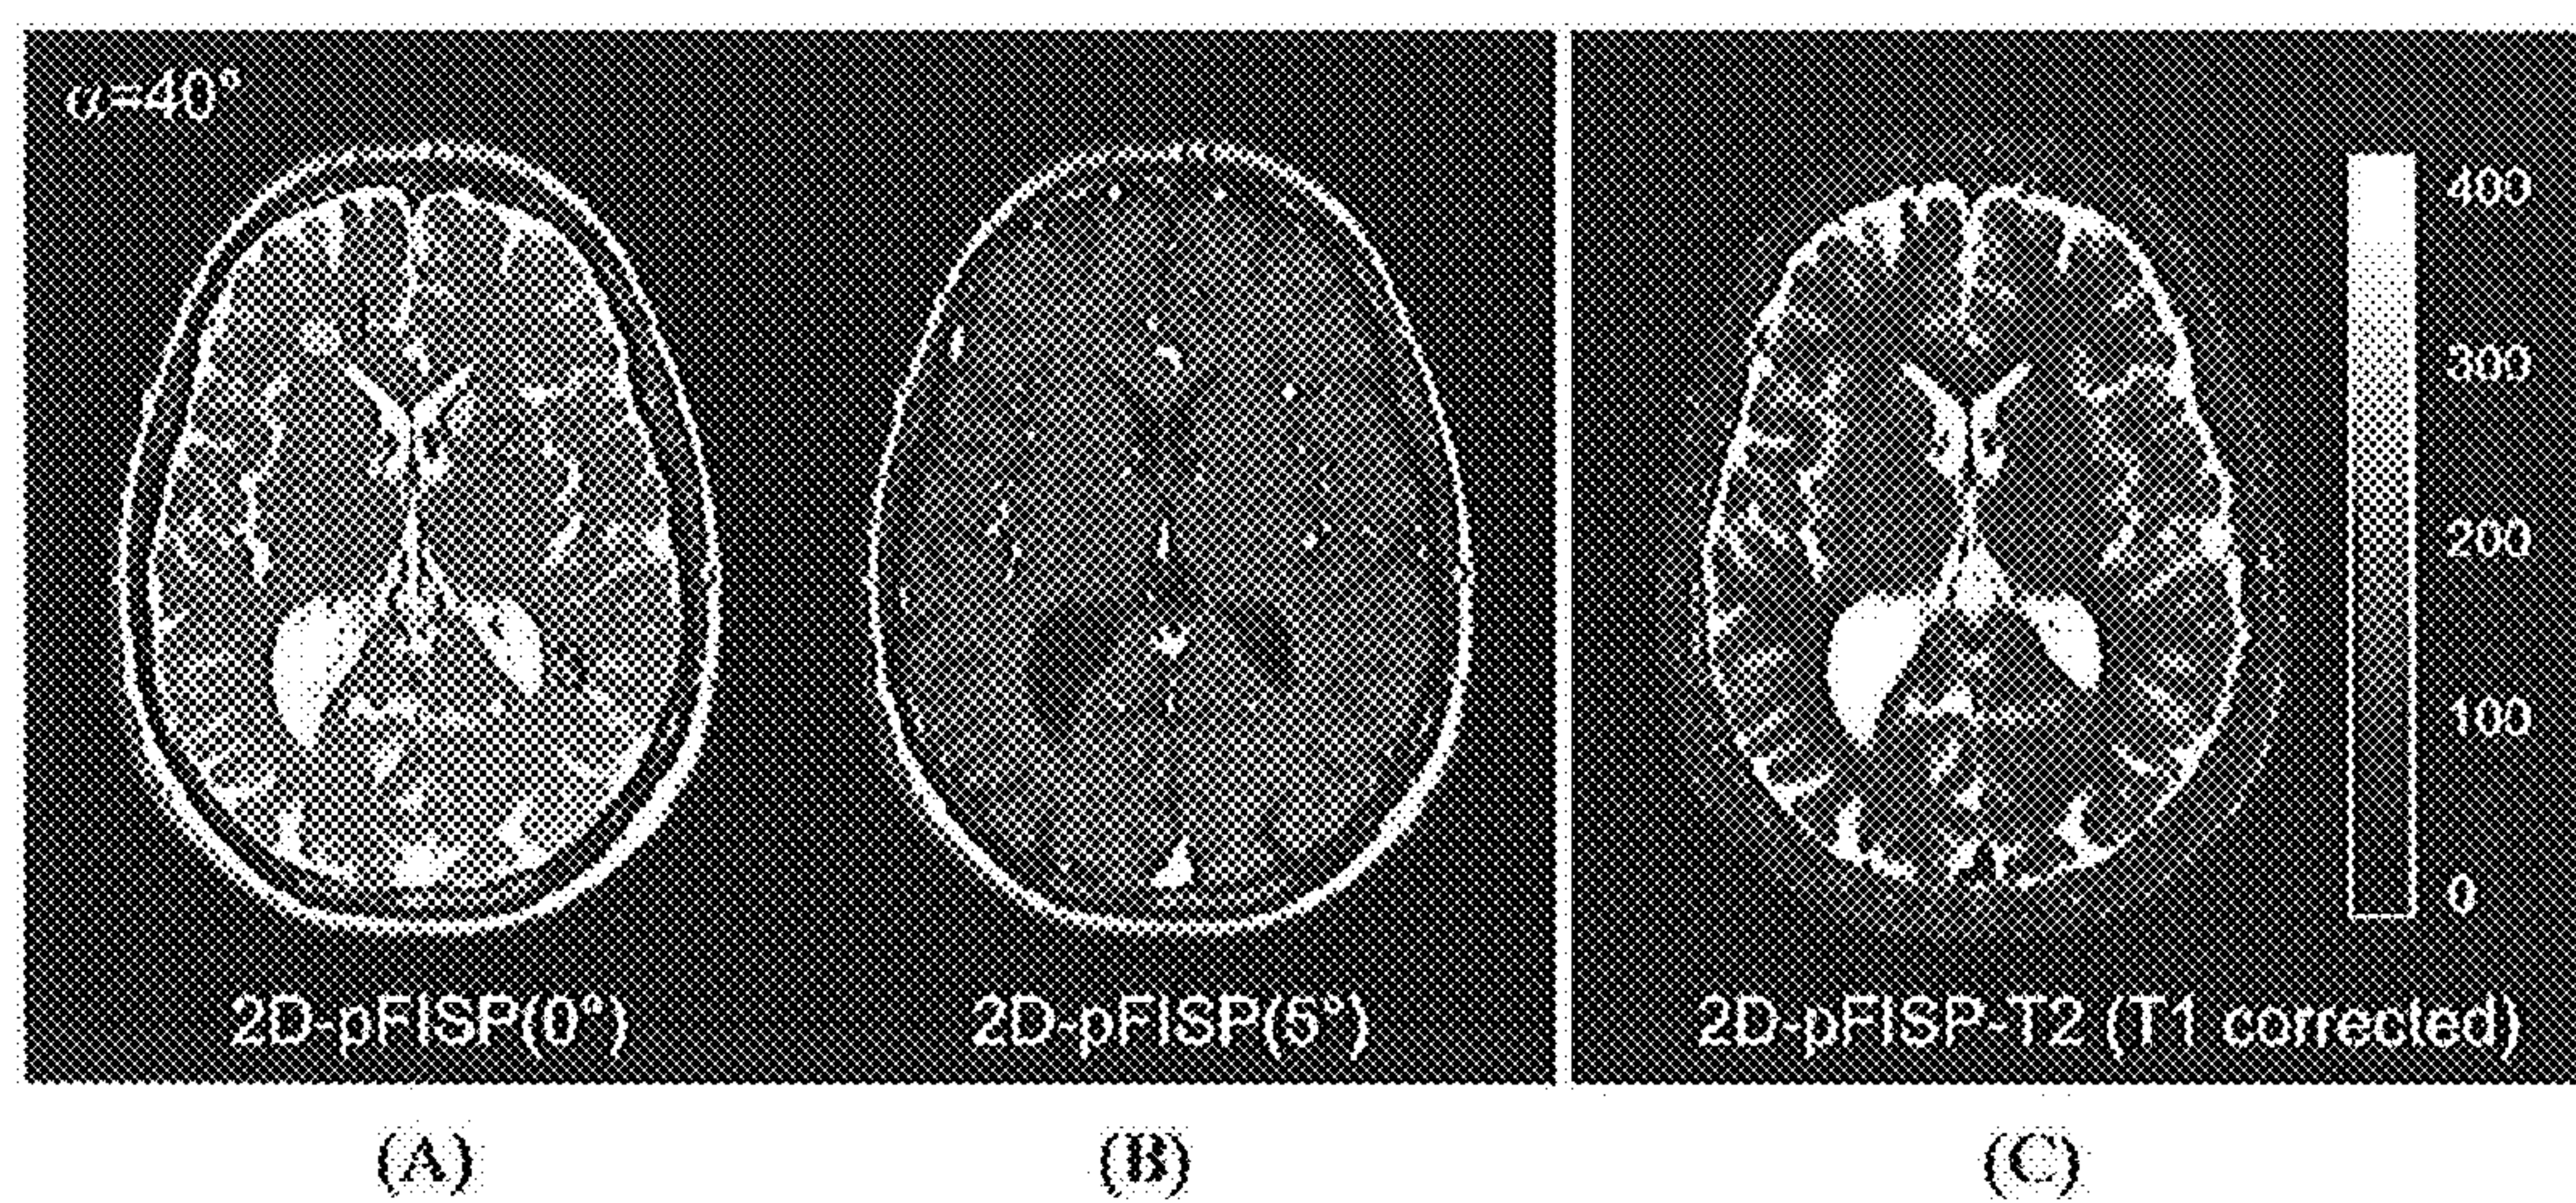 α=40°
400
300
200
100
0
2D-pFISP(0°)
2D-pFISP(5°)
2D-pFISP-T2 (T1 corrected)
(A)
(B)
(C)